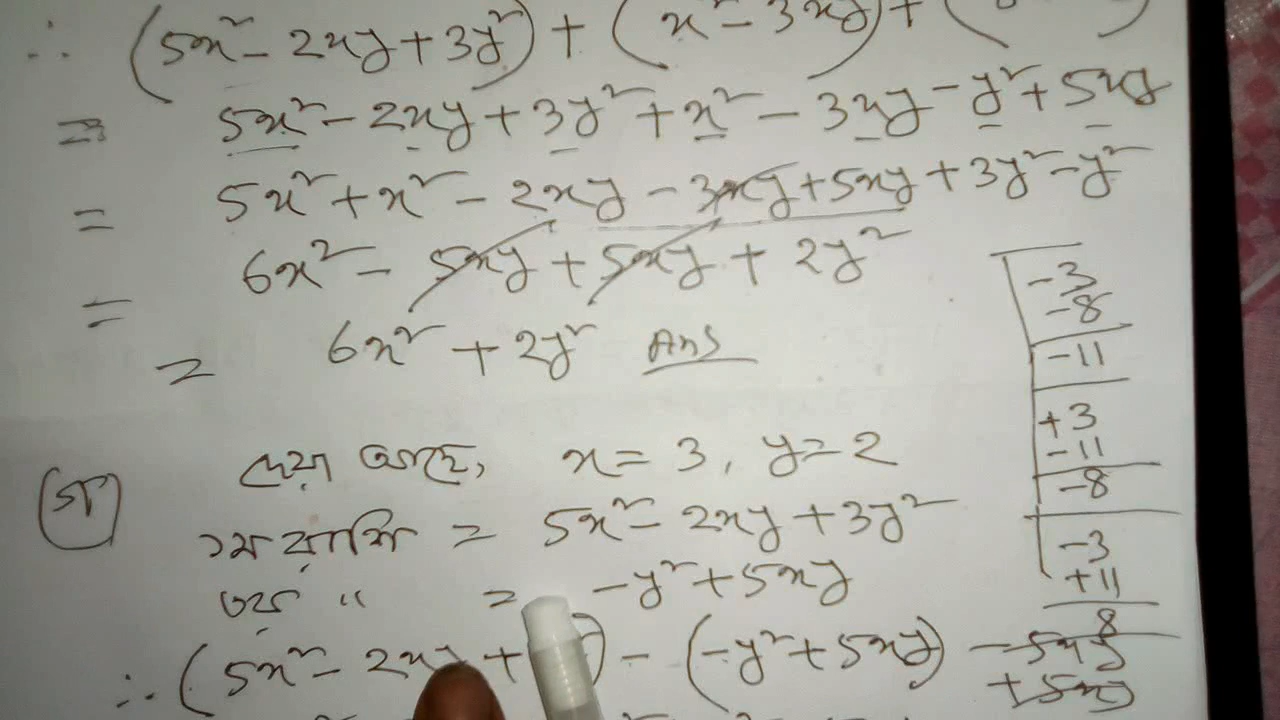 ∴ (5x² - 2xy + 3y²) + (x² - 3xy) + (
= 5x² - 2xy + 3y² + x² - 3xy - y² + 5xy
= 5x² + x² - 2xy - 3xy + 5xy + 3y² - y²
= 6x² - 5xy + 5xy + 2y²
= 6x² + 2y² Ans
-3
-8
-11
+3
-11
-8
-3
+11
8
গ দেয়া আছে, x = 3, y = 2
১ম রাশি = 5x² - 2xy + 3y²
৩য় " = -y² + 5xy
∴ (5x² - 2xy + ) - (-y² + 5xy)
-5xy
+5xy